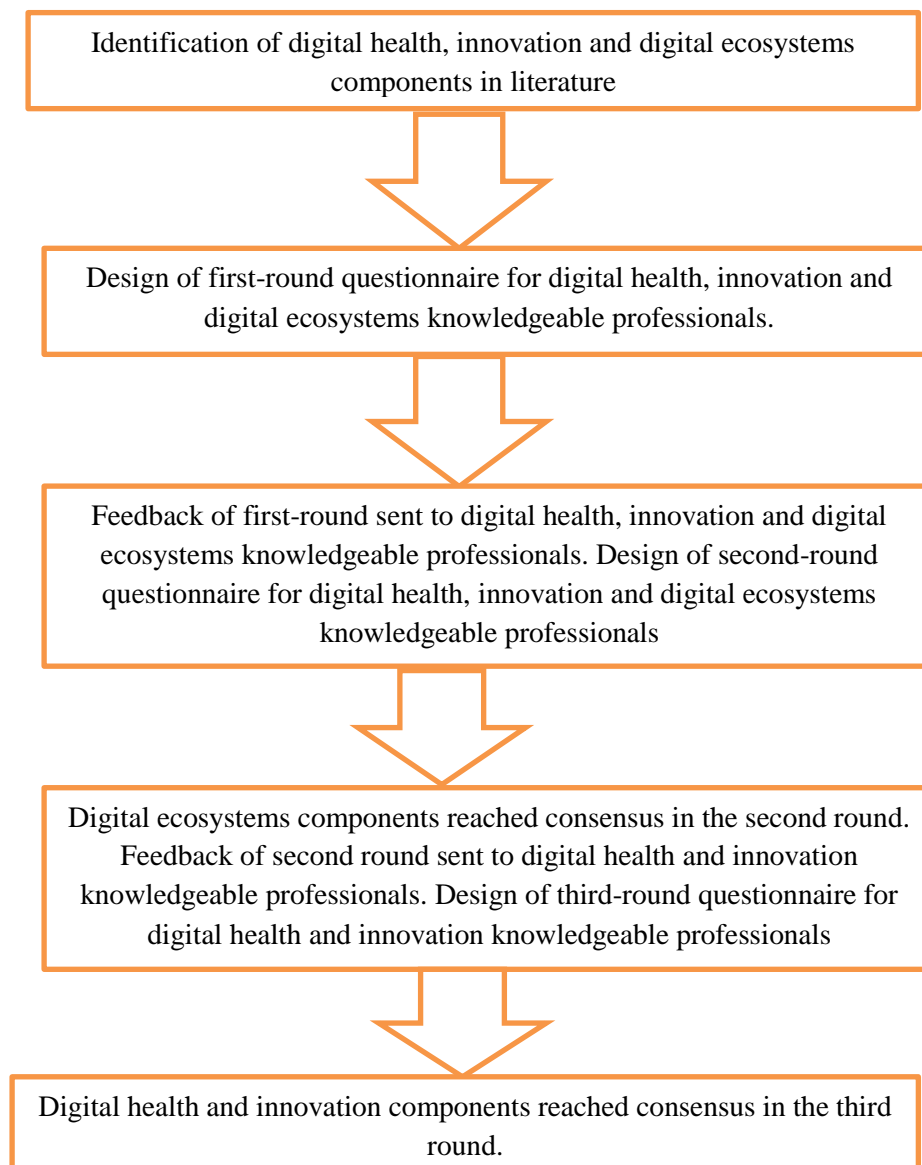 Identification of digital health, innovation and digital ecosystems
components in literature
Design of first-round questionnaire for digital health, innovation and
digital ecosystems knowledgeable professionals.
Feedback of first-round sent to digital health, innovation and digital
ecosystems knowledgeable professionals. Design of second-round
questionnaire for digital health, innovation and digital ecosystems
knowledgeable professionals
Digital ecosystems components reached consensus in the second round.
Feedback of second round sent to digital health and innovation
knowledgeable professionals. Design of third-round questionnaire for
digital health and innovation knowledgeable professionals
Digital health and innovation components reached consensus in the third
round.